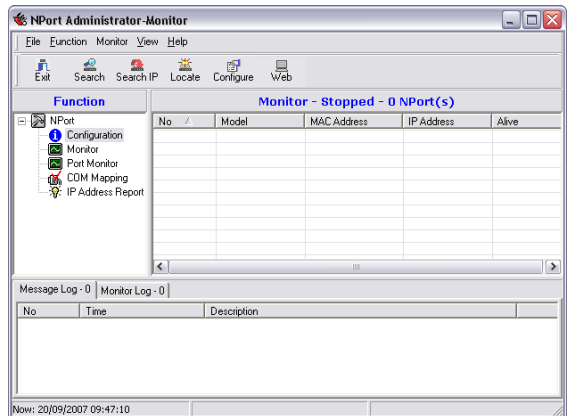 NPort Administrator-Monitor
File Function Monitor View Help
Exit Search Search IP Locate Configure Web
Function
Monitor - Stopped - 0 NPort(s)
NPort
Configuration
Monitor
Port Monitor
COM Mapping
IP Address Report
No Model MAC Address IP Address Alive
Message Log - 0 Monitor Log - 0
No Time Description
Now: 20/09/2007 09:47:10